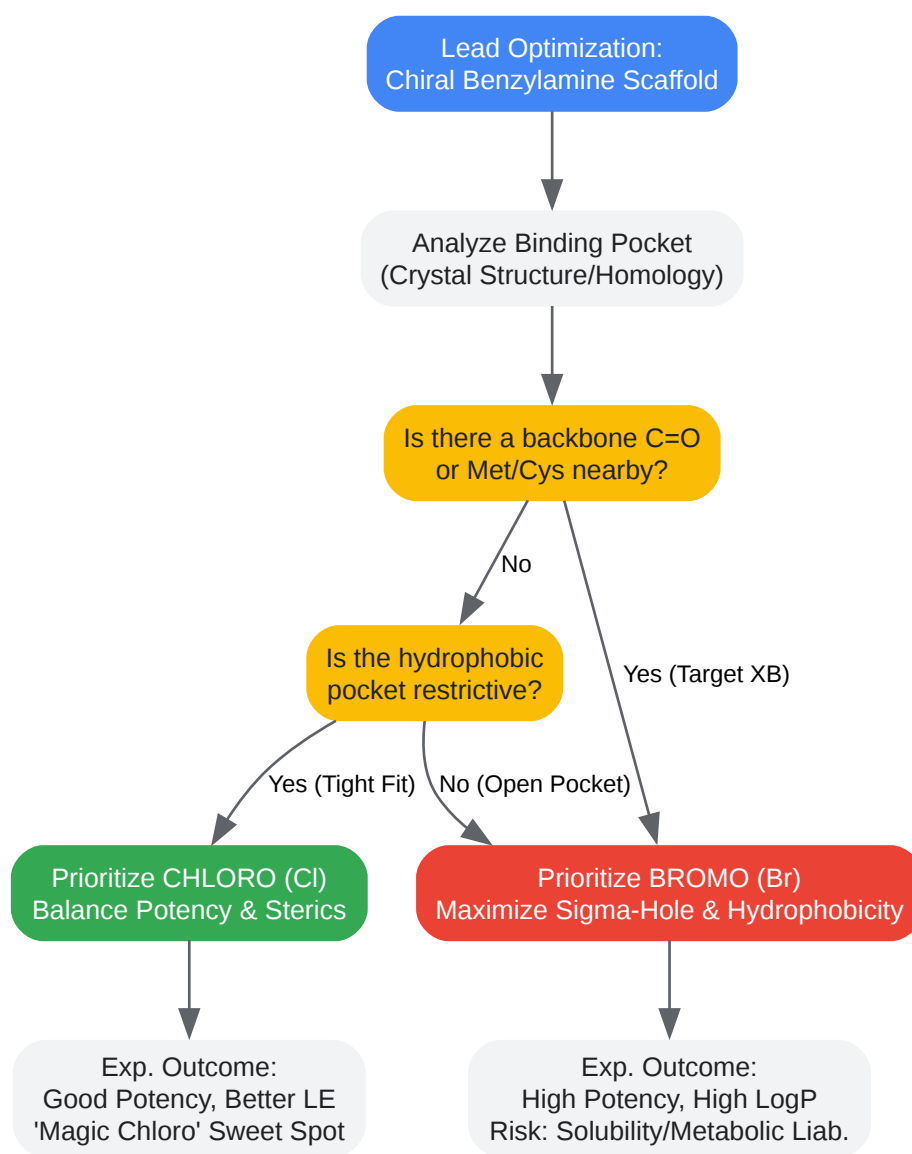 Lead Optimization:
Chiral Benzylamine Scaffold
Analyze Binding Pocket
(Crystal Structure/Homology)
Is there a backbone C=O
or Met/Cys nearby?
No
Is the hydrophobic
pocket restrictive?
Yes (Target XB)
Yes (Tight Fit)
No (Open Pocket)
Prioritize CHLORO (Cl)
Balance Potency & Sterics
Prioritize BROMO (Br)
Maximize Sigma-Hole & Hydrophobicity
Exp. Outcome:
Good Potency, Better LE
'Magic Chloro' Sweet Spot
Exp. Outcome:
High Potency, High LogP
Risk: Solubility/Metabolic Liab.